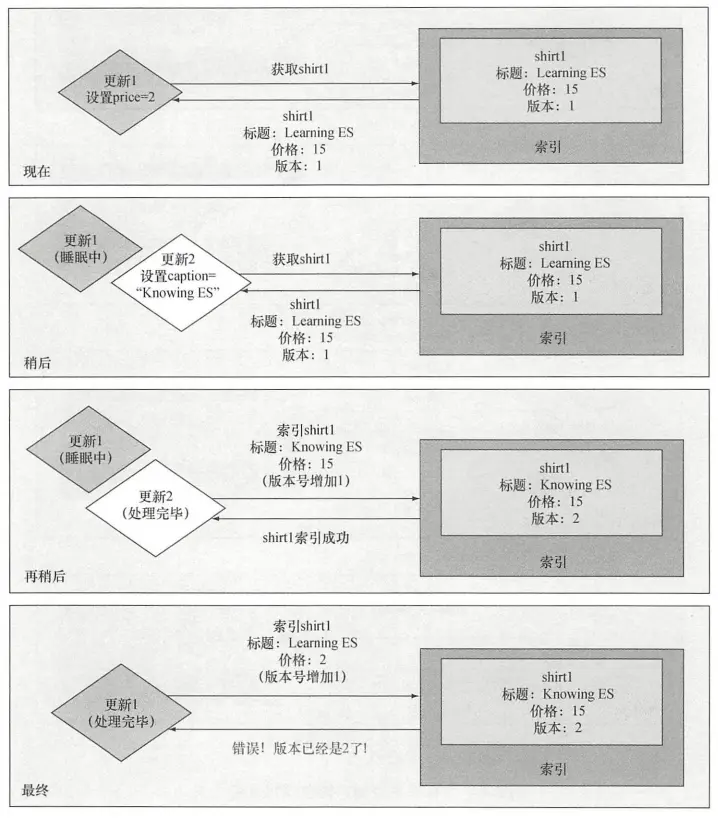 更新1
设置price=2
获取shirt1
shirt1
标题：Learning ES
价格：15
版本：1
shirt1
标题：Learning ES
价格：15
版本：1
索引
现在
更新1
(睡眠中)
更新2
设置caption=
“Knowing ES”
获取shirt1
shirt1
标题：Learning ES
价格：15
版本：1
shirt1
标题：Learning ES
价格：15
版本：1
索引
稍后
更新1
(睡眠中)
更新2
(处理完毕)
索引shirt1
标题：Knowing ES
价格：15
(版本号增加1)
shirt1索引成功
shirt1
标题：Knowing ES
价格：15
版本：2
索引
再稍后
更新1
(处理完毕)
索引shirt1
标题：Learning ES
价格：2
(版本号增加1)
错误！版本已经是2了!
shirt1
标题：Knowing ES
价格：15
版本：2
索引
最终